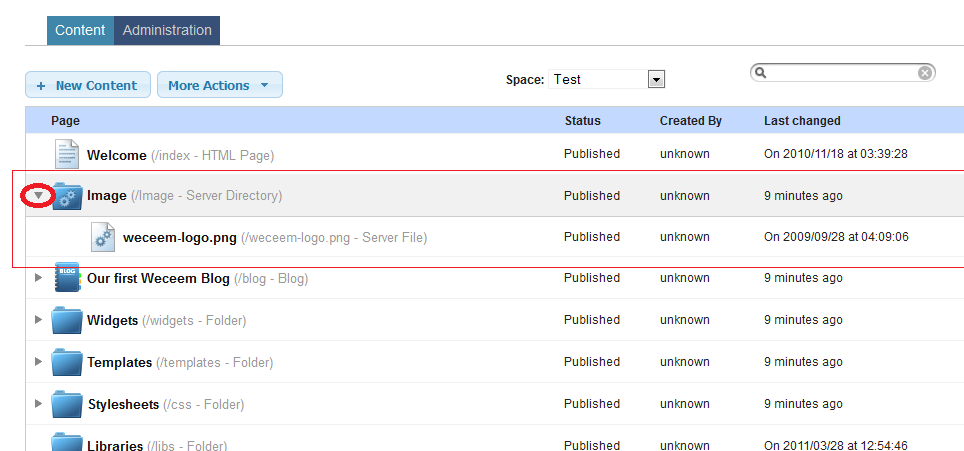 Content Administration
+ New Content More Actions Space: Test
Page Status Created By Last changed
Welcome (/index - HTML Page) Published unknown On 2010/11/18 at 03:39:28
Image (/Image - Server Directory) Published unknown 9 minutes ago
weceem-logo.png (/weceem-logo.png - Server File) Published unknown On 2009/09/28 at 04:09:06
BLOG Our first Weceem Blog (/blog - Blog) Published unknown 9 minutes ago
Widgets (/widgets - Folder) Published unknown 9 minutes ago
Templates (/templates - Folder) Published unknown 9 minutes ago
Stylesheets (/css - Folder) Published unknown 9 minutes ago
Libraries (/libs - Folder) Published unknown On 2011/03/28 at 12:54:46